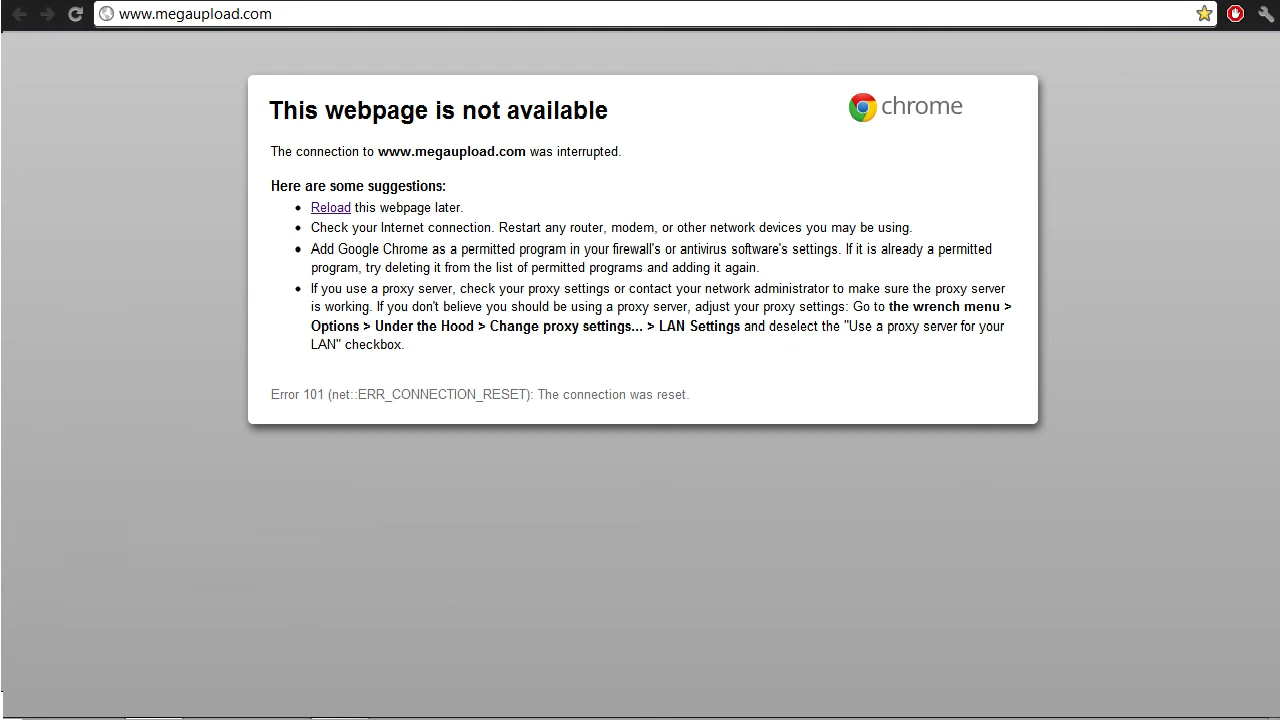 www.megaupload.com
This webpage is not available
chrome
The connection to www.megaupload.com was interrupted.
Here are some suggestions:
Reload this webpage later.
Check your Internet connection. Restart any router, modem, or other network devices you may be using.
Add Google Chrome as a permitted program in your firewall's or antivirus software's settings. If it is already a permitted
program, try deleting it from the list of permitted programs and adding it again.
If you use a proxy server, check your proxy settings or contact your network administrator to make sure the proxy server
is working. If you don't believe you should be using a proxy server, adjust your proxy settings: Go to the wrench menu >
Options > Under the Hood > Change proxy settings... > LAN Settings and deselect the "Use a proxy server for your
LAN" checkbox.
Error 101 (net::ERR_CONNECTION_RESET): The connection was reset.